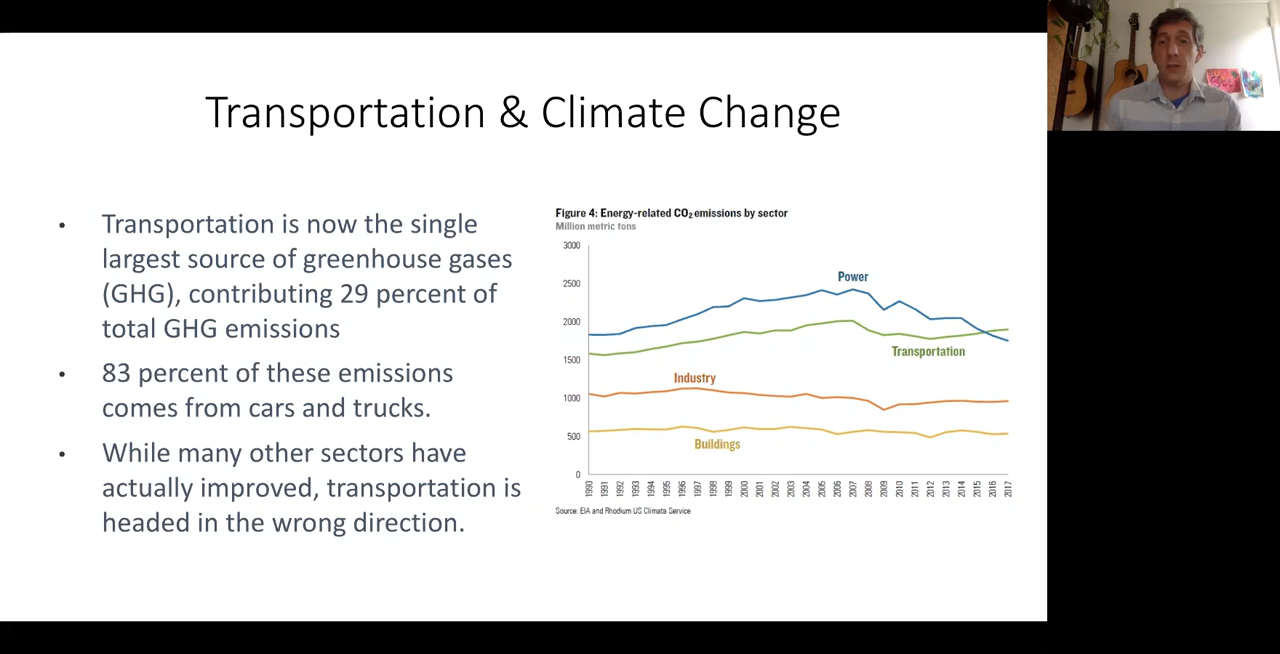 Transportation & Climate Change
• Transportation is now the single
largest source of greenhouse gases
(GHG), contributing 29 percent of
total GHG emissions
• 83 percent of these emissions
comes from cars and trucks.
• While many other sectors have
actually improved, transportation is
headed in the wrong direction.
Figure 4: Energy-related CO₂ emissions by sector
Million metric tons
3000
2500
2000
1500
1000
500
0
Power
Transportation
Industry
Buildings
1990 1991 1992 1993 1994 1995 1996 1997 1998 1999 2000 2001 2002 2003 2004 2005 2006 2007 2008 2009 2010 2011 2012 2013 2014 2015 2016 2017
Source: EIA and Rhodium US Climate Service